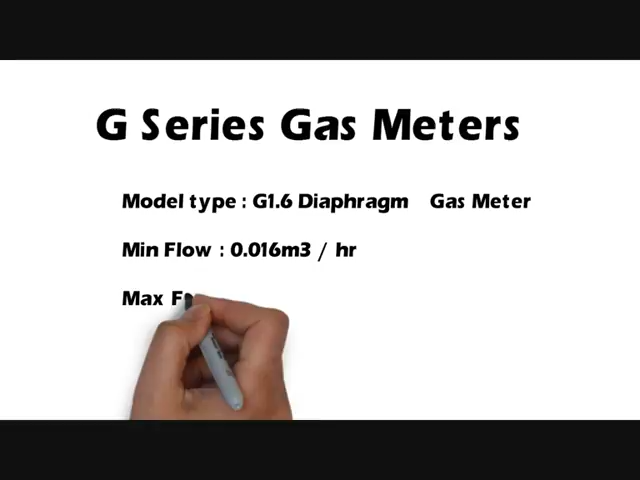 G Series Gas Meters
Model type : G1.6 Diaphragm Gas Meter
Min Flow : 0.016m3 / hr
Max F